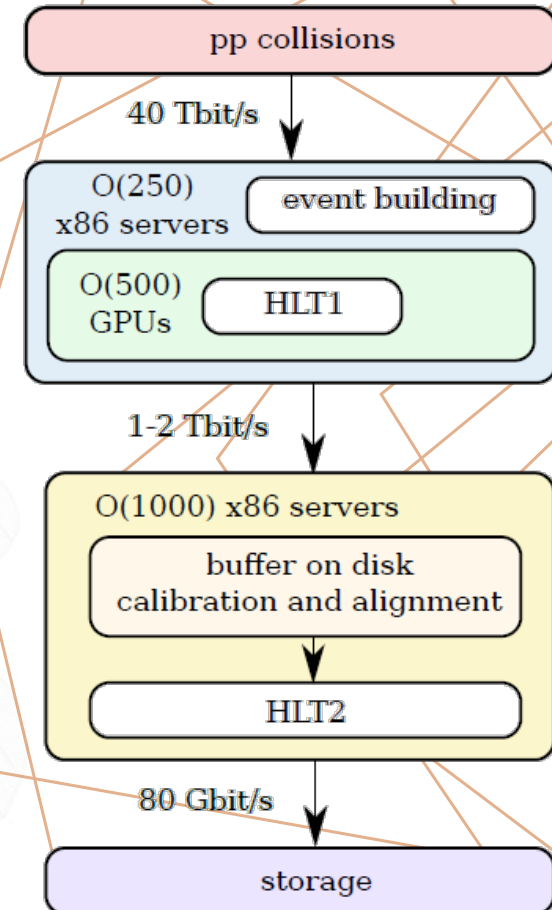 pp collisions
40 Tbit/s
O(250)
x86 servers
event building
O(500)
GPUs
HLT1
1-2 Tbit/s
O(1000) x86 servers
buffer on disk
calibration and alignment
HLT2
80 Gbit/s
storage